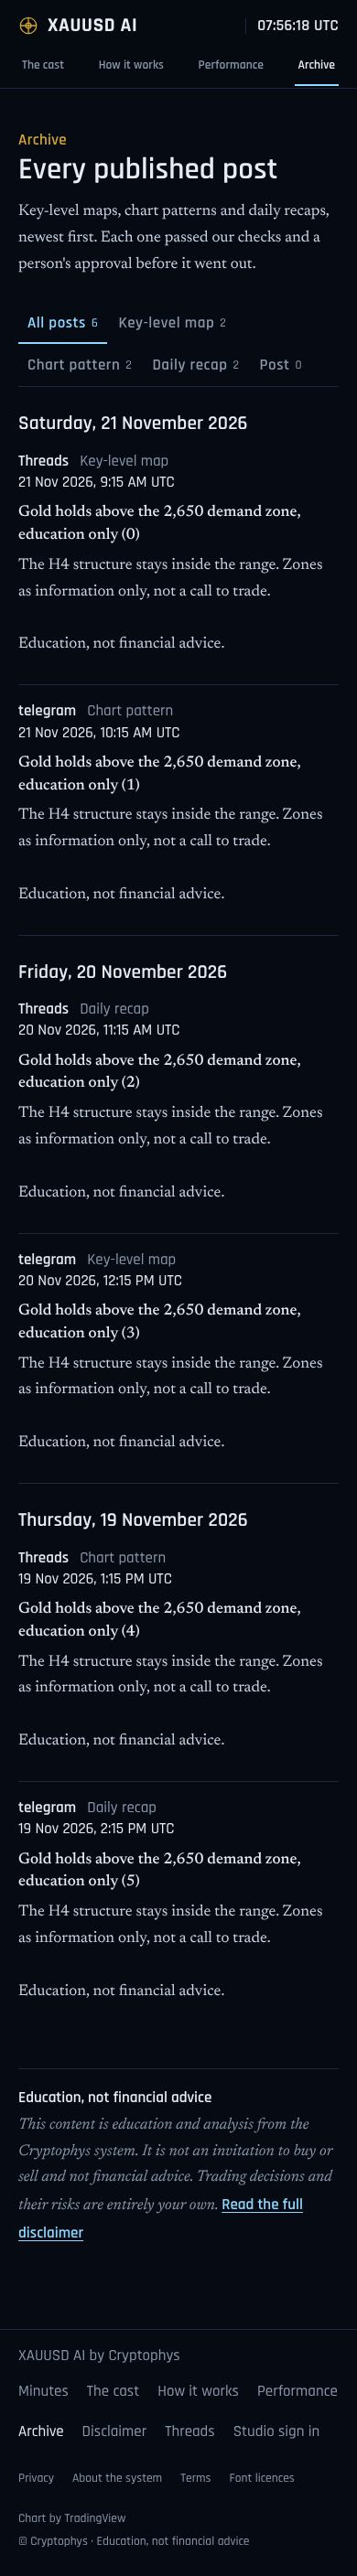 XAUUSD AI
07:56:18 UTC
The cast How it works Performance Archive
Archive
Every published post
Key-level maps, chart patterns and daily recaps,
newest first. Each one passed our checks and a
person's approval before it went out.
All posts 6 Key-level map 2
Chart pattern 2 Daily recap 2 Post 0
Saturday, 21 November 2026
Threads Key-level map
21 Nov 2026, 9:15 AM UTC
Gold holds above the 2,650 demand zone,
education only (0)
The H4 structure stays inside the range. Zones
as information only, not a call to trade.
Education, not financial advice.
telegram Chart pattern
21 Nov 2026, 10:15 AM UTC
Gold holds above the 2,650 demand zone,
education only (1)
The H4 structure stays inside the range. Zones
as information only, not a call to trade.
Education, not financial advice.
Friday, 20 November 2026
Threads Daily recap
20 Nov 2026, 11:15 AM UTC
Gold holds above the 2,650 demand zone,
education only (2)
The H4 structure stays inside the range. Zones
as information only, not a call to trade.
Education, not financial advice.
telegram Key-level map
20 Nov 2026, 12:15 PM UTC
Gold holds above the 2,650 demand zone,
education only (3)
The H4 structure stays inside the range. Zones
as information only, not a call to trade.
Education, not financial advice.
Thursday, 19 November 2026
Threads Chart pattern
19 Nov 2026, 1:15 PM UTC
Gold holds above the 2,650 demand zone,
education only (4)
The H4 structure stays inside the range. Zones
as information only, not a call to trade.
Education, not financial advice.
telegram Daily recap
19 Nov 2026, 2:15 PM UTC
Gold holds above the 2,650 demand zone,
education only (5)
The H4 structure stays inside the range. Zones
as information only, not a call to trade.
Education, not financial advice.
Education, not financial advice
This content is education and analysis from the
Cryptophys system. It is not an invitation to buy or
sell and not financial advice. Trading decisions and
their risks are entirely your own. Read the full
disclaimer
XAUUSD AI by Cryptophys
Minutes The cast How it works Performance
Archive Disclaimer Threads Studio sign in
Privacy About the system Terms Font licences
Chart by TradingView
© Cryptophys · Education, not financial advice